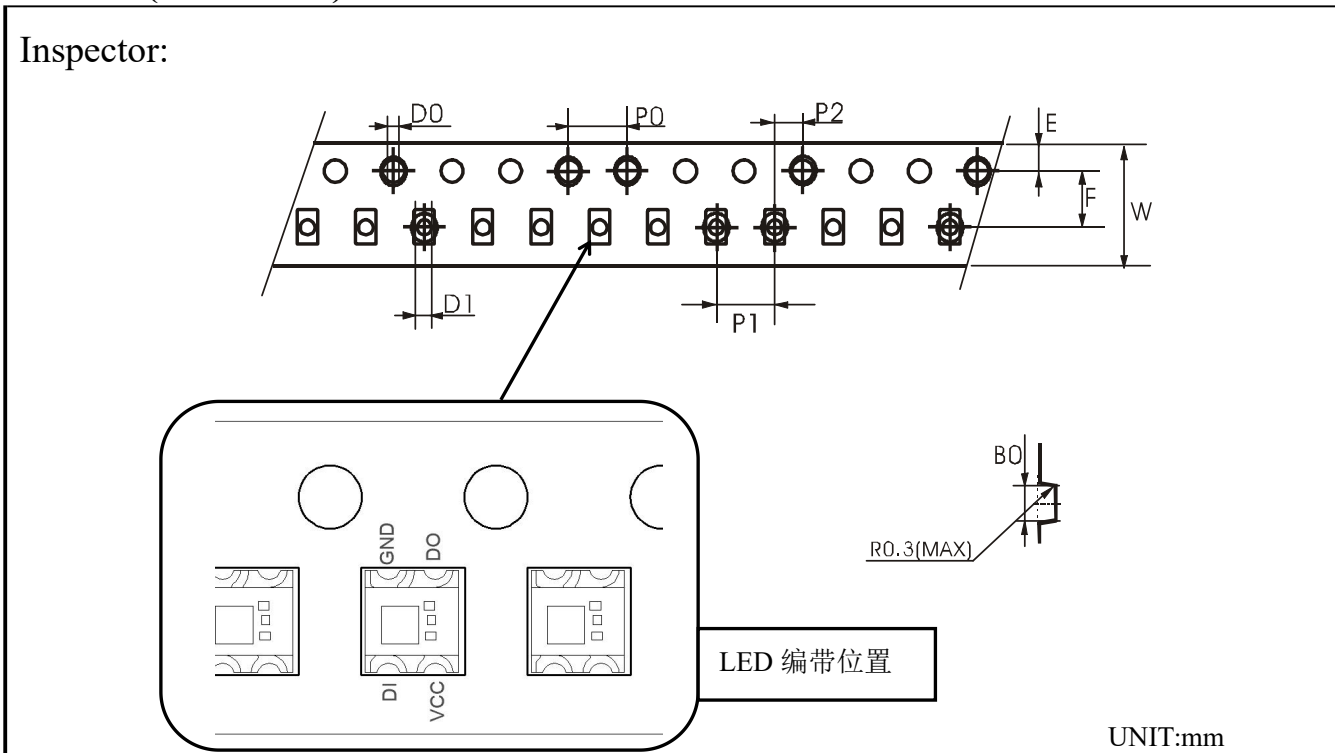 Inspector:
D0
P0
P2
E
F
W
D1
P1
B0
R0.3(MAX)
GND
DO
DI
VCC
LED 编带位置
UNIT:mm